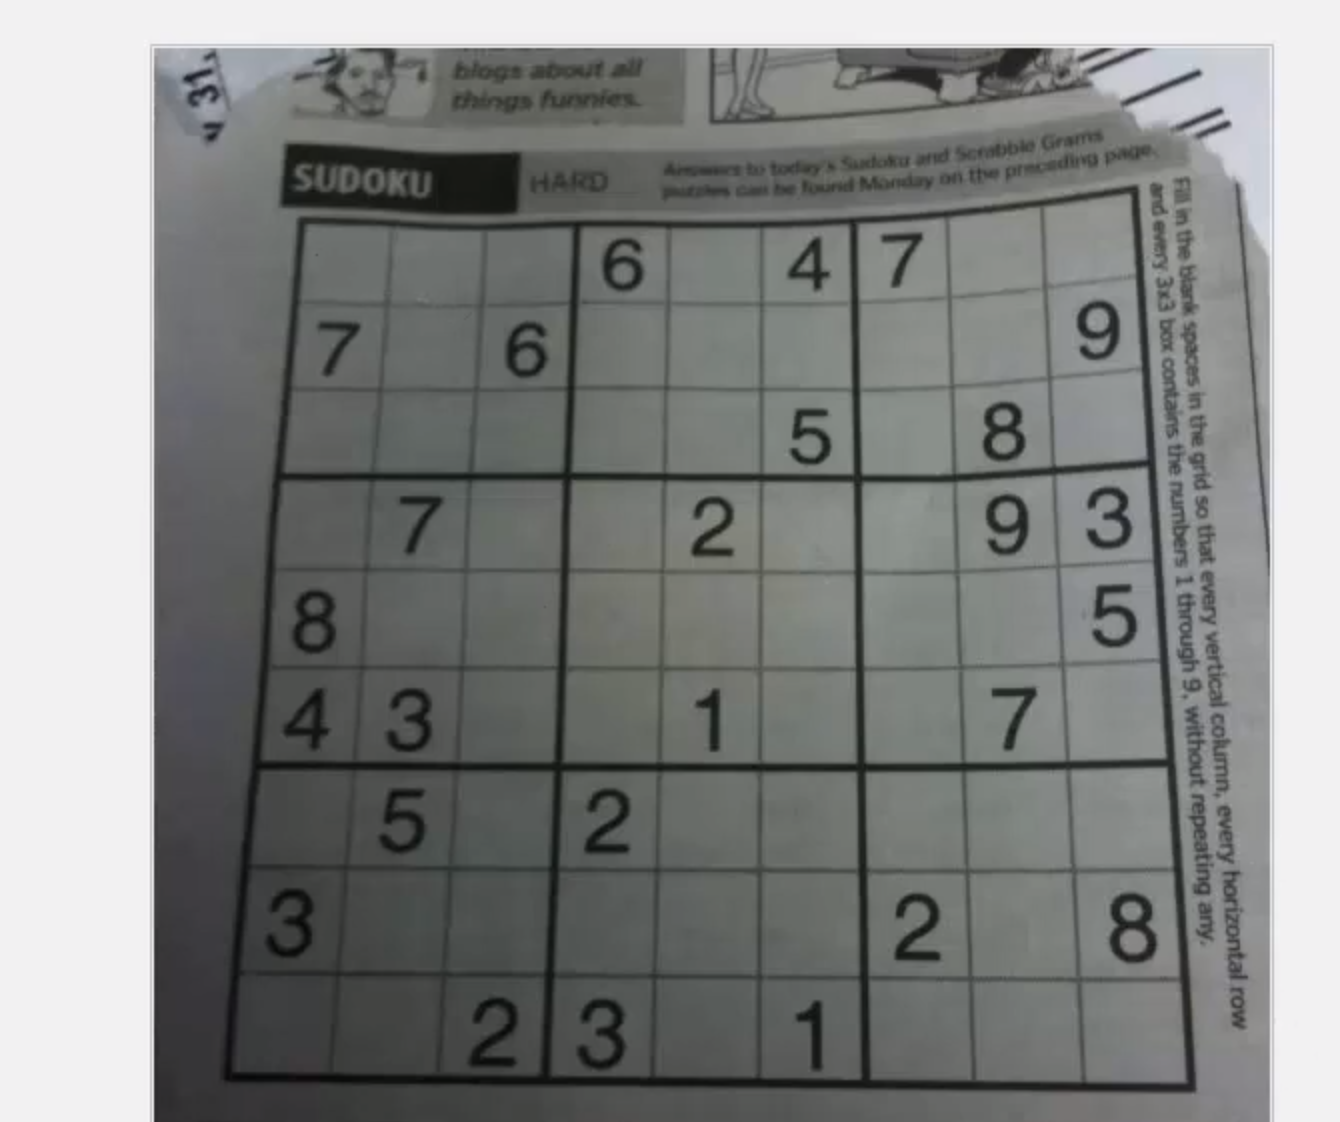 31,
blogs about all
things funnies.
SUDOKU HARD Answers to today's Sudoku and Scrabble Grams
puzzles can be found Monday on the preceding page.
6 4 7
7 6 9
5 8
7 2 9 3
8 5
4 3 1 7
5 2
3 2 8
2 3 1
Fill in the blank spaces in the grid so that every vertical column, every horizontal row
and every 3x3 box contains the numbers 1 through 9, without repeating any.